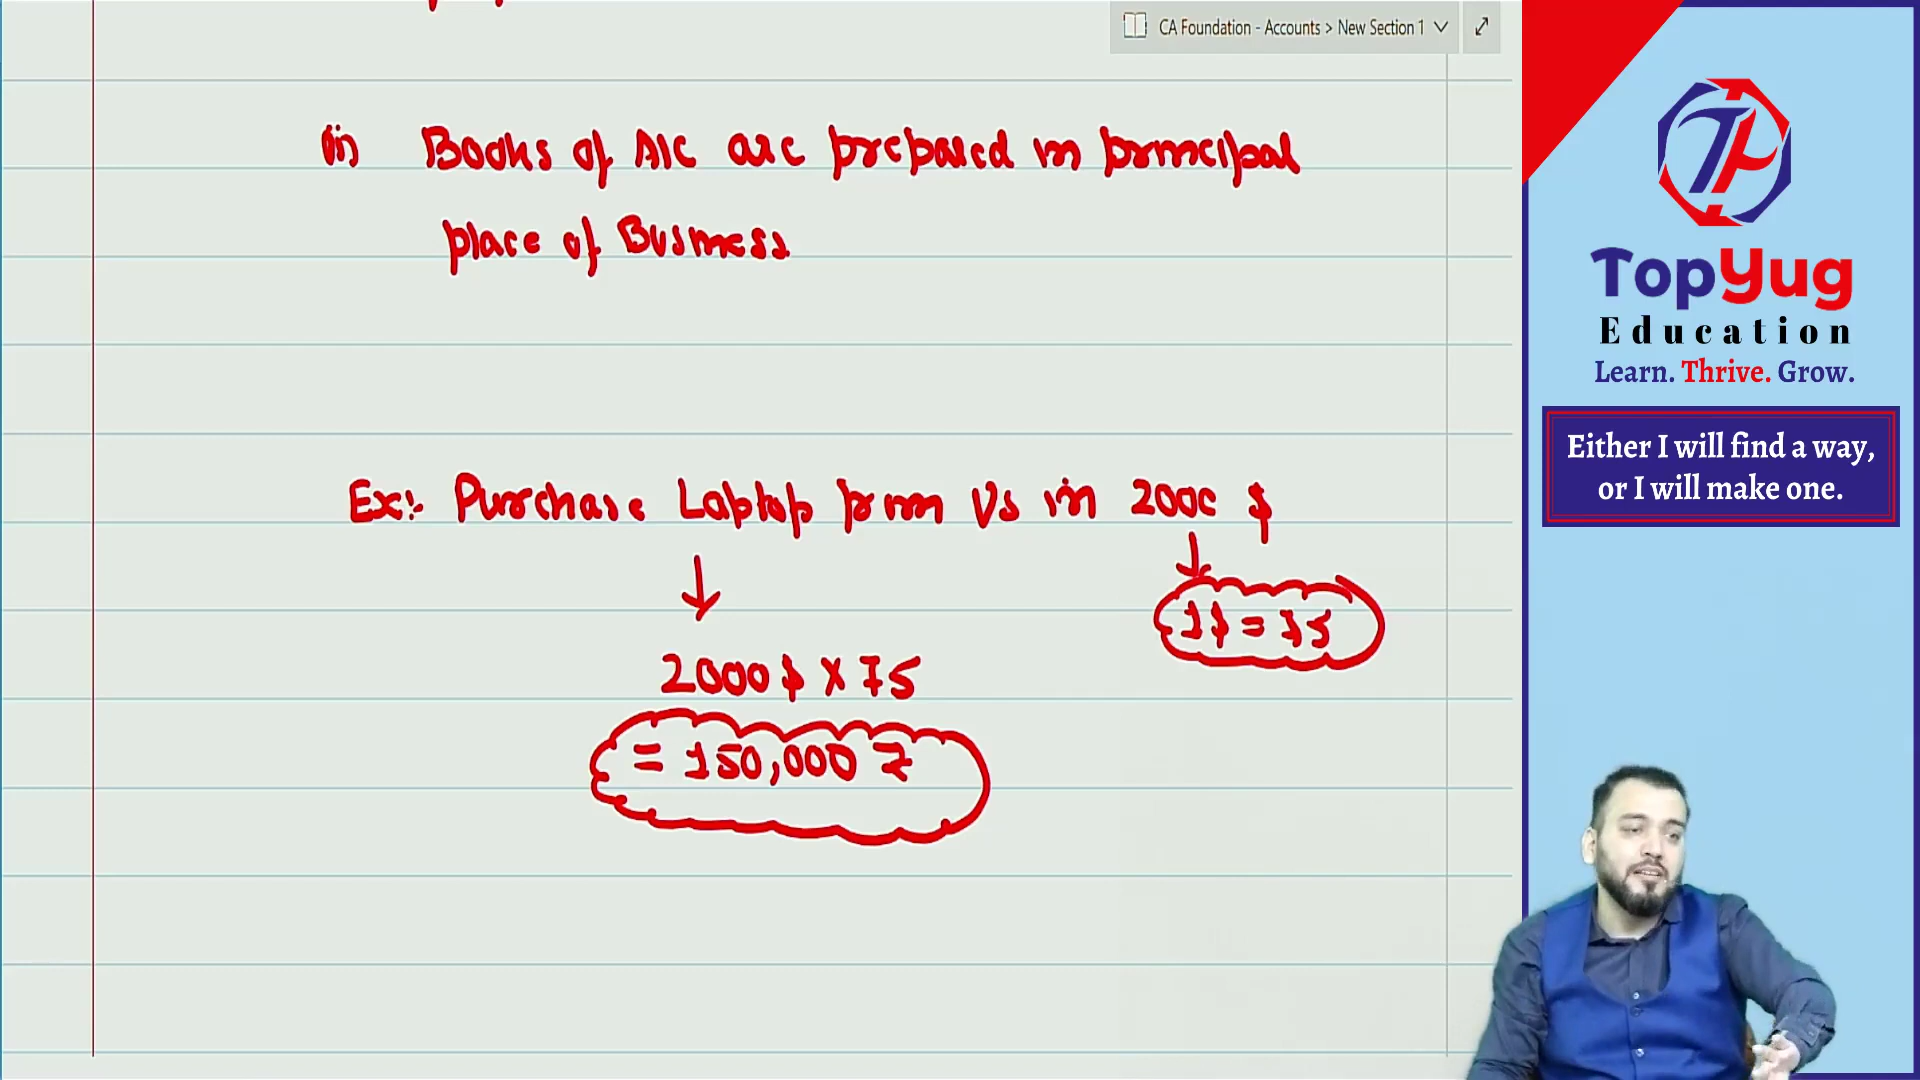 CA Foundation - Accounts > New Section 1
(ii) Books of A/c are prepared in principal
place of Business
Ex:- Purchase Laptop from Us in 2000 $
1$ = 75
2000 $ X 75
= 150,000 ₹
TopYug
Education
Learn. Thrive. Grow.
Either I will find a way,
or I will make one.